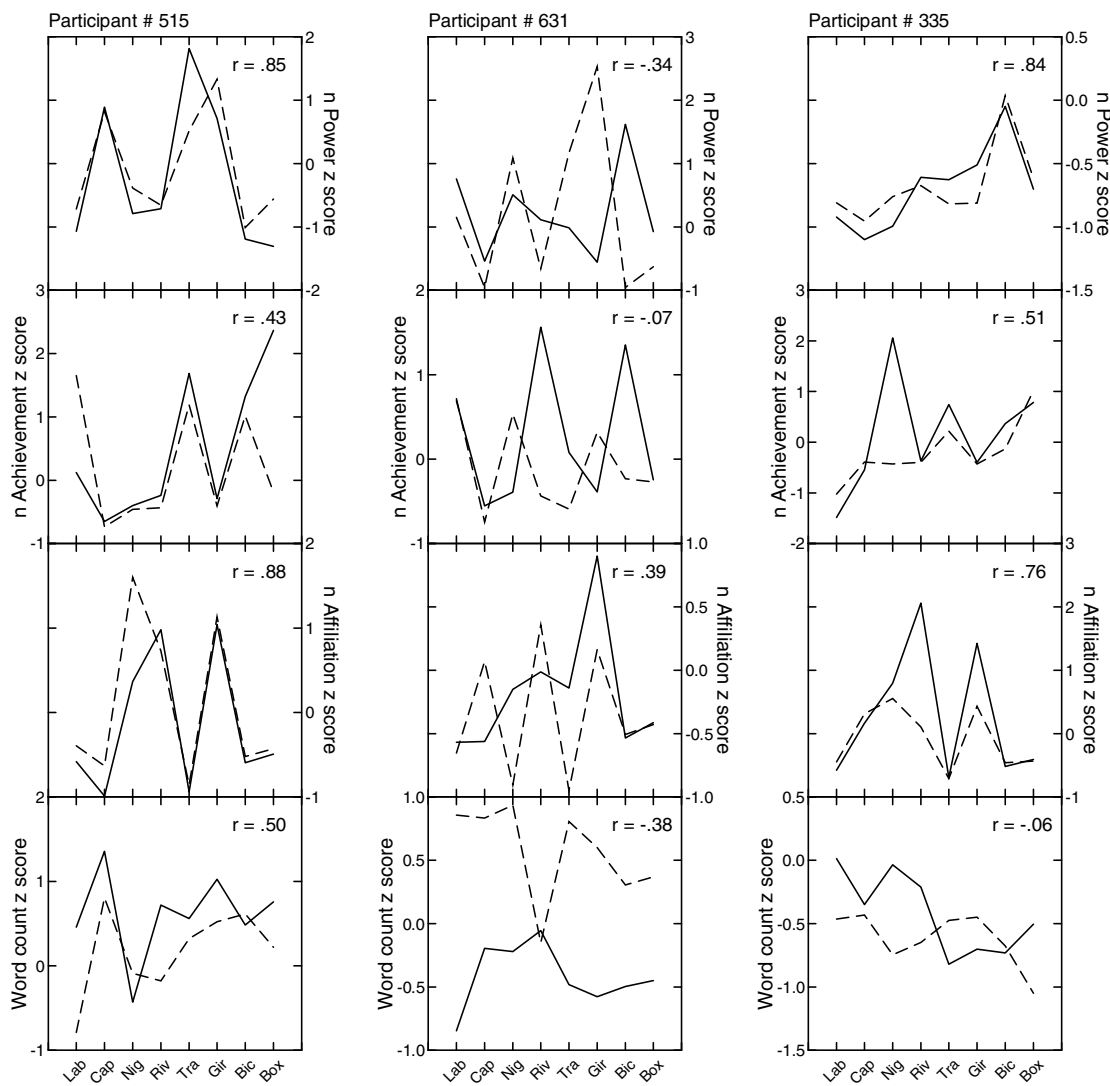 Participant # 515
Participant # 631
Participant # 335
2
1
0
-1
-2
n Power z score
r = .85
3
2
1
0
-1
n Power z score
r = -.34
0.5
0.0
-0.5
-1.0
-1.5
n Power z score
r = .84
3
2
1
0
-1
n Achievement z score
r = .43
2
1
0
-1
n Achievement z score
r = -.07
3
2
1
0
-1
-2
n Achievement z score
r = .51
2
1
0
-1
n Affiliation z score
r = .88
1.0
0.5
0.0
-0.5
-1.0
n Affiliation z score
r = .39
3
2
1
0
-1
n Affiliation z score
r = .76
2
1
0
-1
Word count z score
r = .50
1.0
0.5
0.0
-0.5
-1.0
Word count z score
r = -.38
0.5
0.0
-0.5
-1.0
-1.5
Word count z score
r = -.06
Lab Cap Nig Riv Tra Gir Bic Box
Lab Cap Nig Riv Tra Gir Bic Box
Lab Cap Nig Riv Tra Gir Bic Box